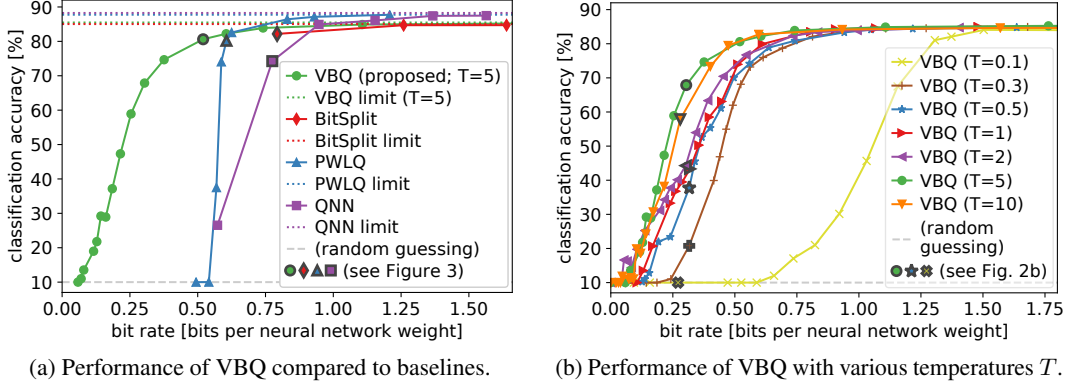 classification accuracy [%]
90
80
70
60
50
40
30
20
10
0.00 0.25 0.50 0.75 1.00 1.25 1.50
bit rate [bits per neural network weight]
VBQ (proposed; T=5)
VBQ limit (T=5)
BitSplit
BitSplit limit
PWLQ
PWLQ limit
QNN
QNN limit
(random guessing)
(see Figure 3)
(a) Performance of VBQ compared to baselines.
classification accuracy [%]
90
80
70
60
50
40
30
20
10
0.00 0.25 0.50 0.75 1.00 1.25 1.50 1.75
bit rate [bits per neural network weight]
VBQ (T=0.1)
VBQ (T=0.3)
VBQ (T=0.5)
VBQ (T=1)
VBQ (T=2)
VBQ (T=5)
VBQ (T=10)
(random
guessing)
(see Fig. 2b)
(b) Performance of VBQ with various temperatures T.